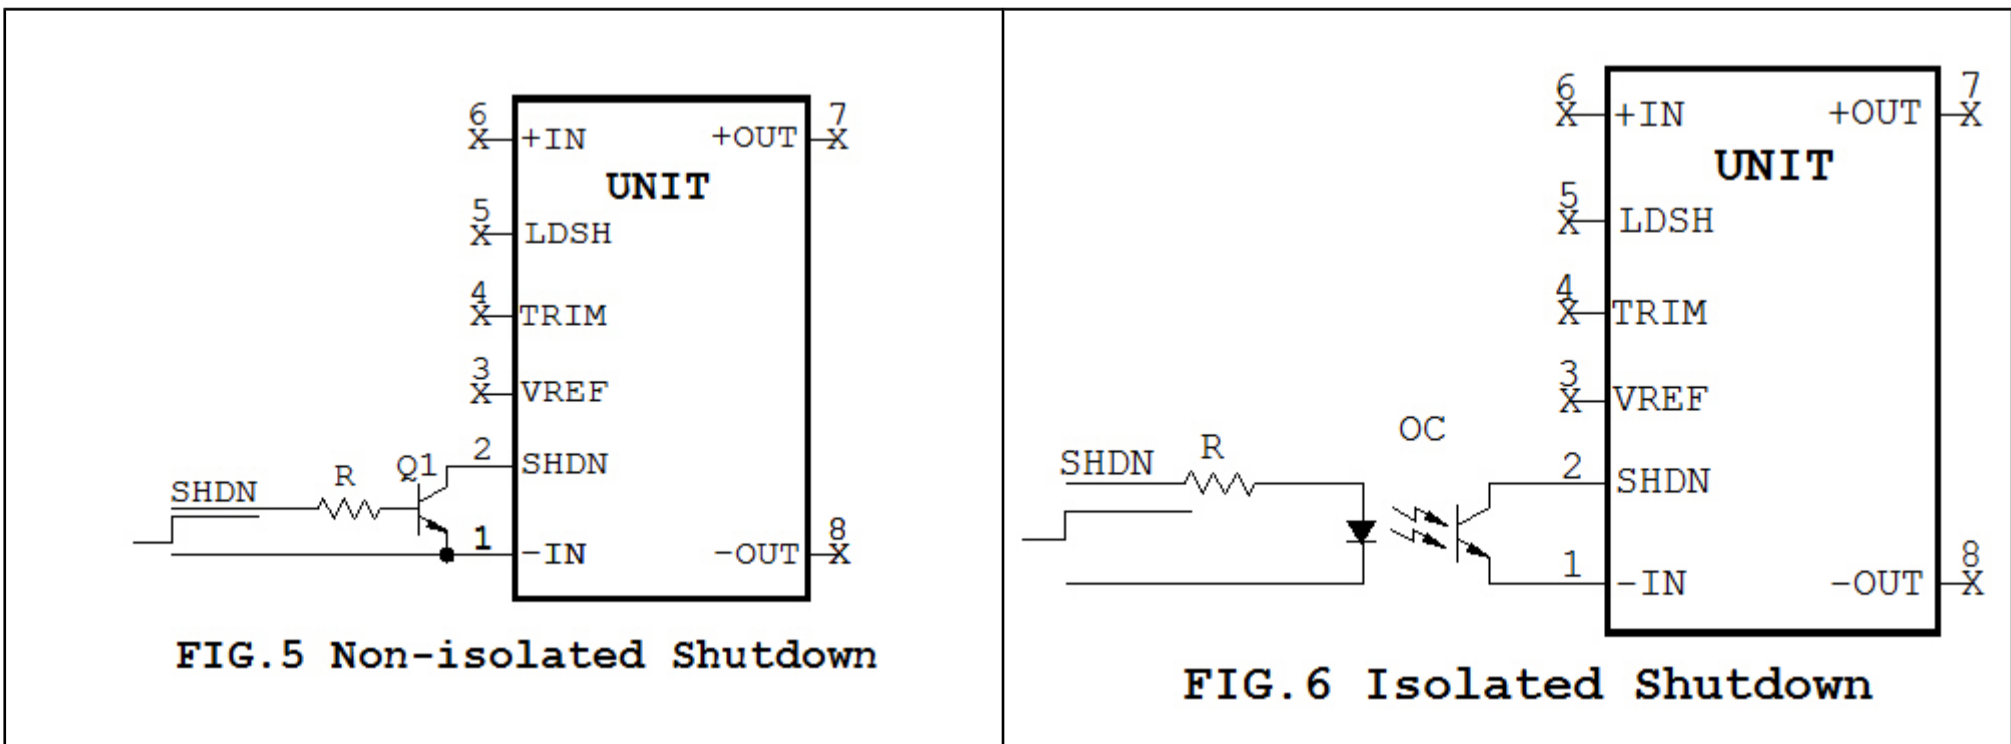 6 7
X +IN +OUT X
UNIT
5
X LDSH
4
X TRIM
3
X VREF
2 SHDN
Q1
R
SHDN
1 -IN
8
-OUT X
FIG.5 Non-isolated Shutdown
6 7
X +IN +OUT X
UNIT
5
X LDSH
4
X TRIM
3
X VREF
OC
2 SHDN
R
SHDN
1 -IN
8
-OUT X
FIG.6 Isolated Shutdown